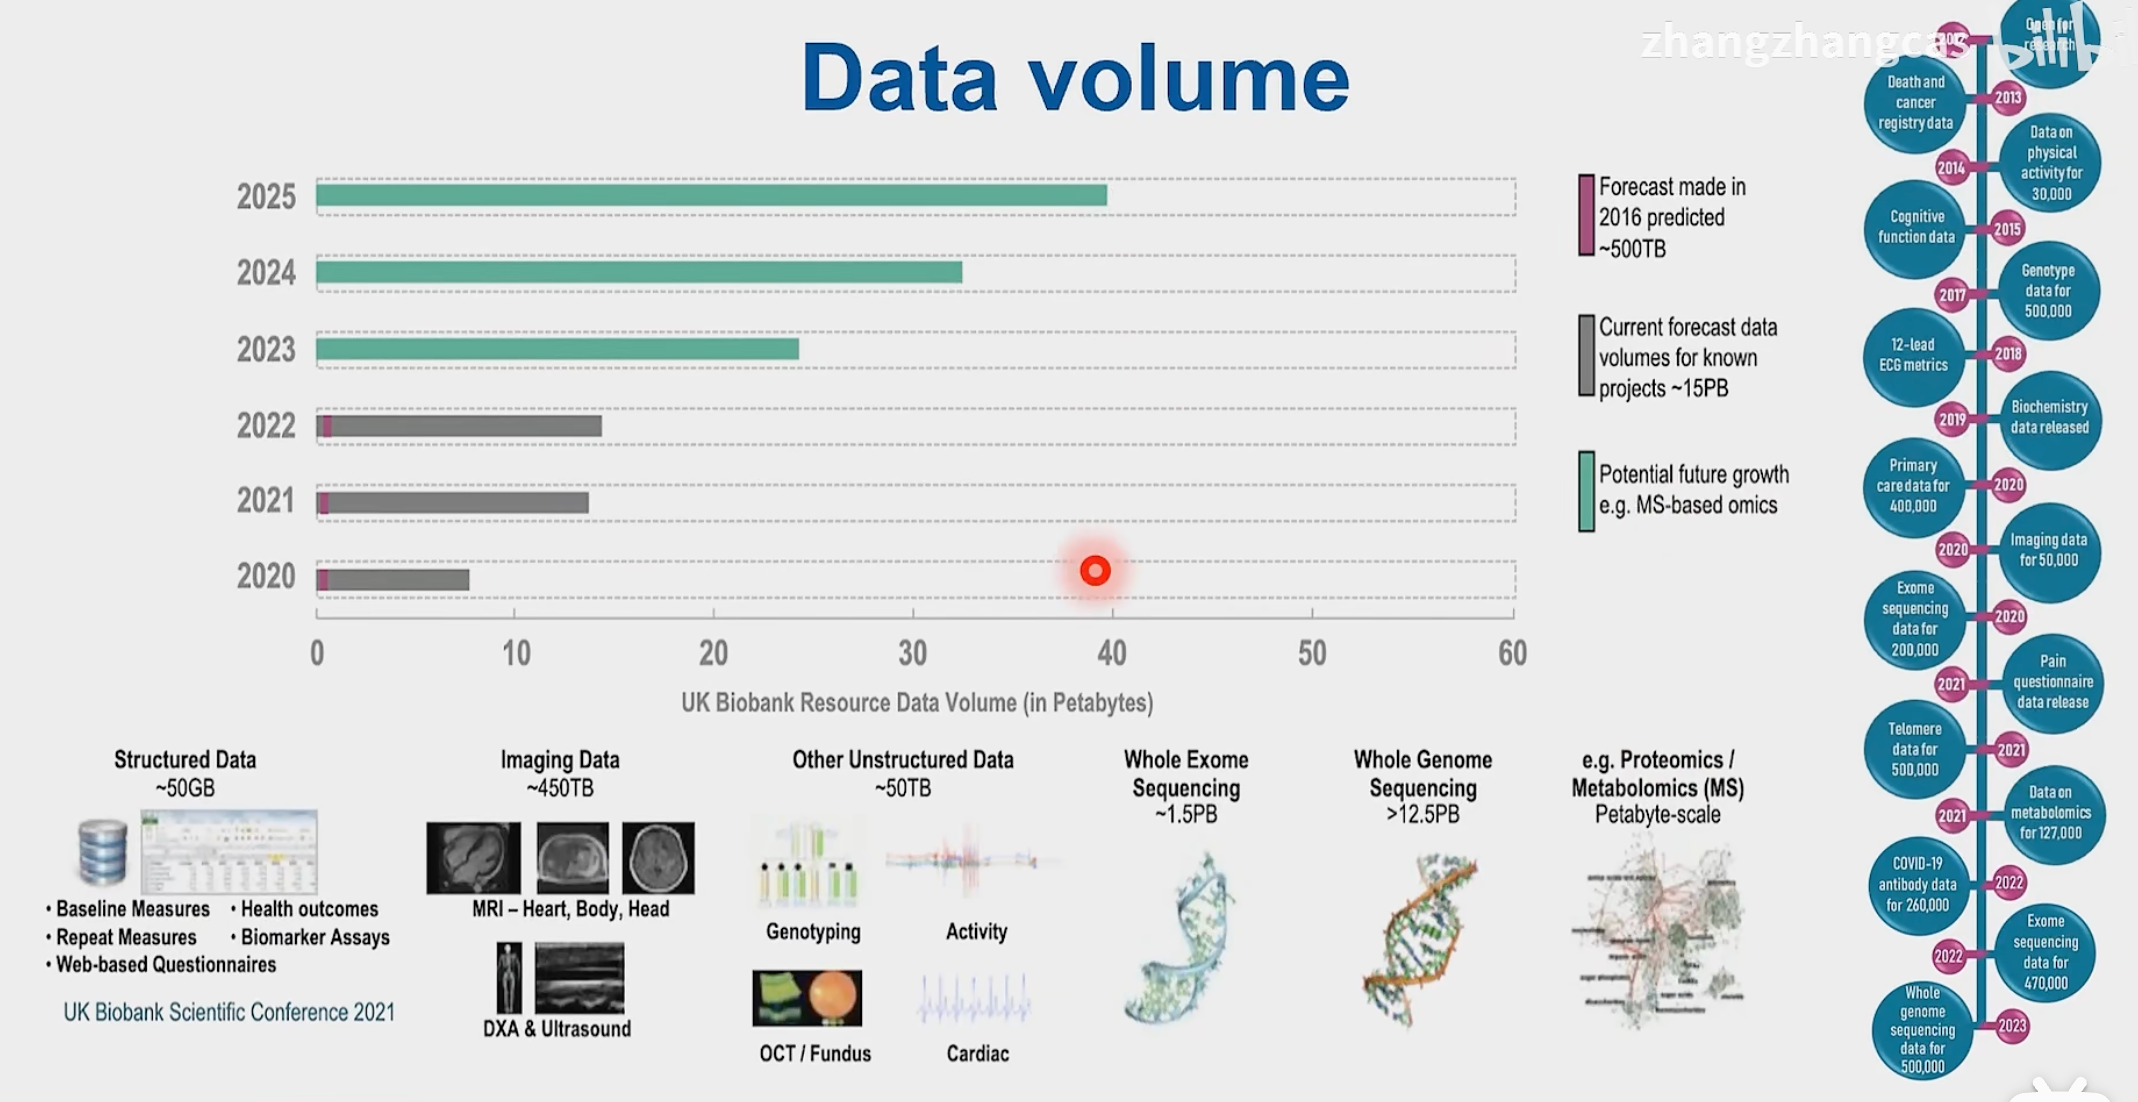 Data volume
zhangzhangcas
bilibili
2025
2024
2023
2022
2021
2020
0
10
20
30
40
50
60
UK Biobank Resource Data Volume (in Petabytes)
Forecast made in
2016 predicted
~500TB
Current forecast data
volumes for known
projects ~15PB
Potential future growth
e.g. MS-based omics
Structured Data
~50GB
• Baseline Measures
• Health outcomes
• Repeat Measures
• Biomarker Assays
• Web-based Questionnaires
UK Biobank Scientific Conference 2021
Imaging Data
~450TB
MRI – Heart, Body, Head
DXA & Ultrasound
Other Unstructured Data
~50TB
Genotyping
Activity
OCT / Fundus
Cardiac
Whole Exome
Sequencing
~1.5PB
Whole Genome
Sequencing
>12.5PB
e.g. Proteomics /
Metabolomics (MS)
Petabyte-scale
Open for
research
Death and
cancer
registry data
2013
Data on
physical
activity for
30,000
2014
Cognitive
function data
2015
Genotype
data for
500,000
2017
12-lead
ECG metrics
2018
Biochemistry
data released
2019
Primary
care data for
400,000
2020
Imaging data
for 50,000
2020
Exome
sequencing
data for
200,000
2020
Pain
questionnaire
data release
2021
Telomere
data for
500,000
2021
Data on
metabolomics
for 127,000
2021
COVID-19
antibody data
for 260,000
2022
Exome
sequencing
data for
470,000
2022
Whole
genome
sequencing
data for
500,000
2023